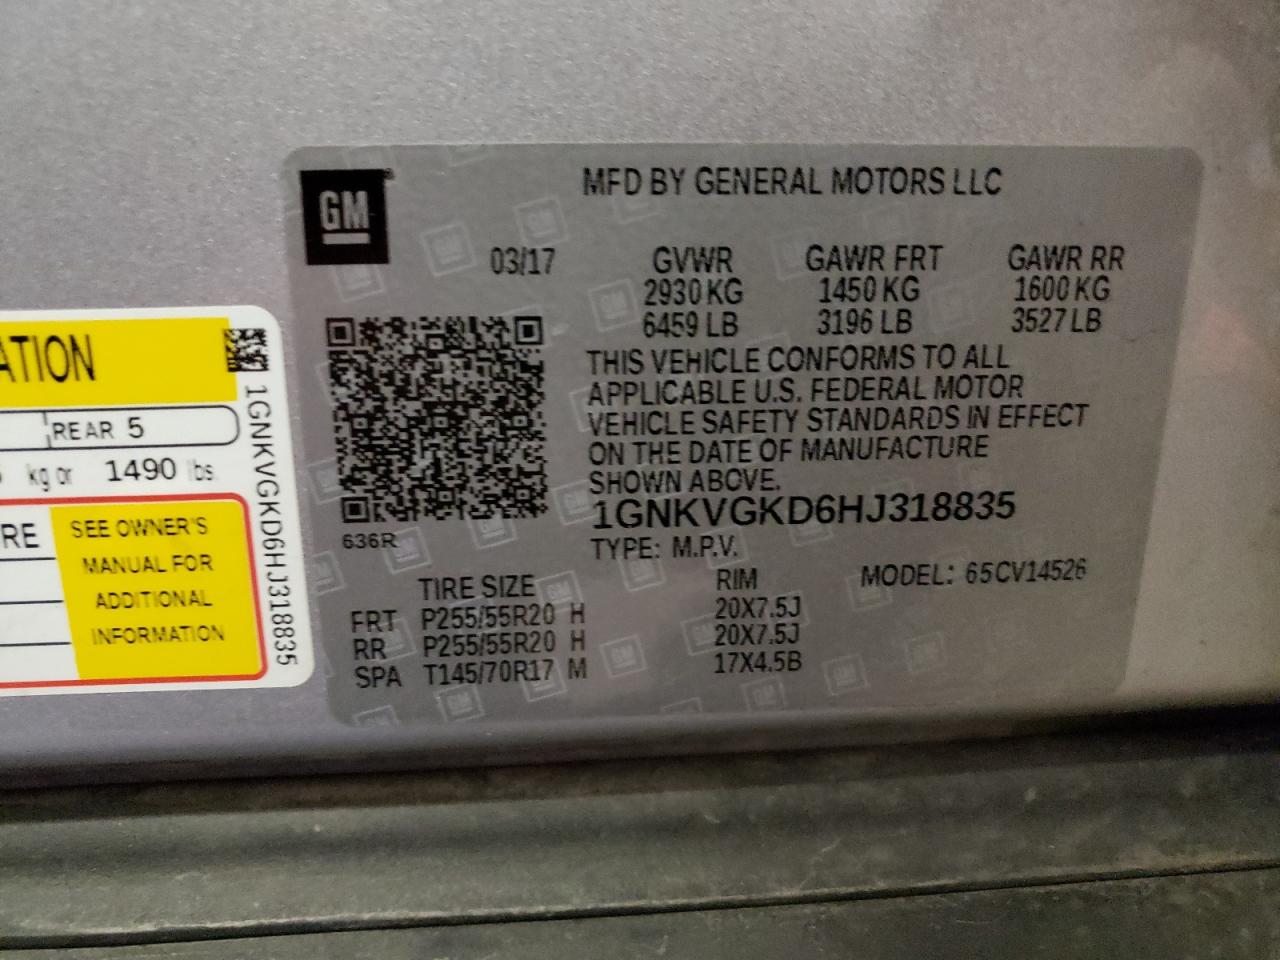 GM
MFD BY GENERAL MOTORS LLC
03/17 GVWR GAWR FRT GAWR RR
2930 KG 1450 KG 1600 KG
6459 LB 3196 LB 3527 LB
THIS VEHICLE CONFORMS TO ALL
APPLICABLE U.S. FEDERAL MOTOR
VEHICLE SAFETY STANDARDS IN EFFECT
ON THE DATE OF MANUFACTURE
SHOWN ABOVE.
1GNKVGKD6HJ318835
636R
TYPE: M.P.V.
TIRE SIZE RIM MODEL: 65CV14526
FRT P255/55R20 H 20X7.5J
RR P255/55R20 H 20X7.5J
SPA T145/70R17 M 17X4.5B
ATION
REAR 5
kg or 1490 lbs.
RE
SEE OWNER'S
MANUAL FOR
ADDITIONAL
INFORMATION
1GNKVGKD6HJ318835